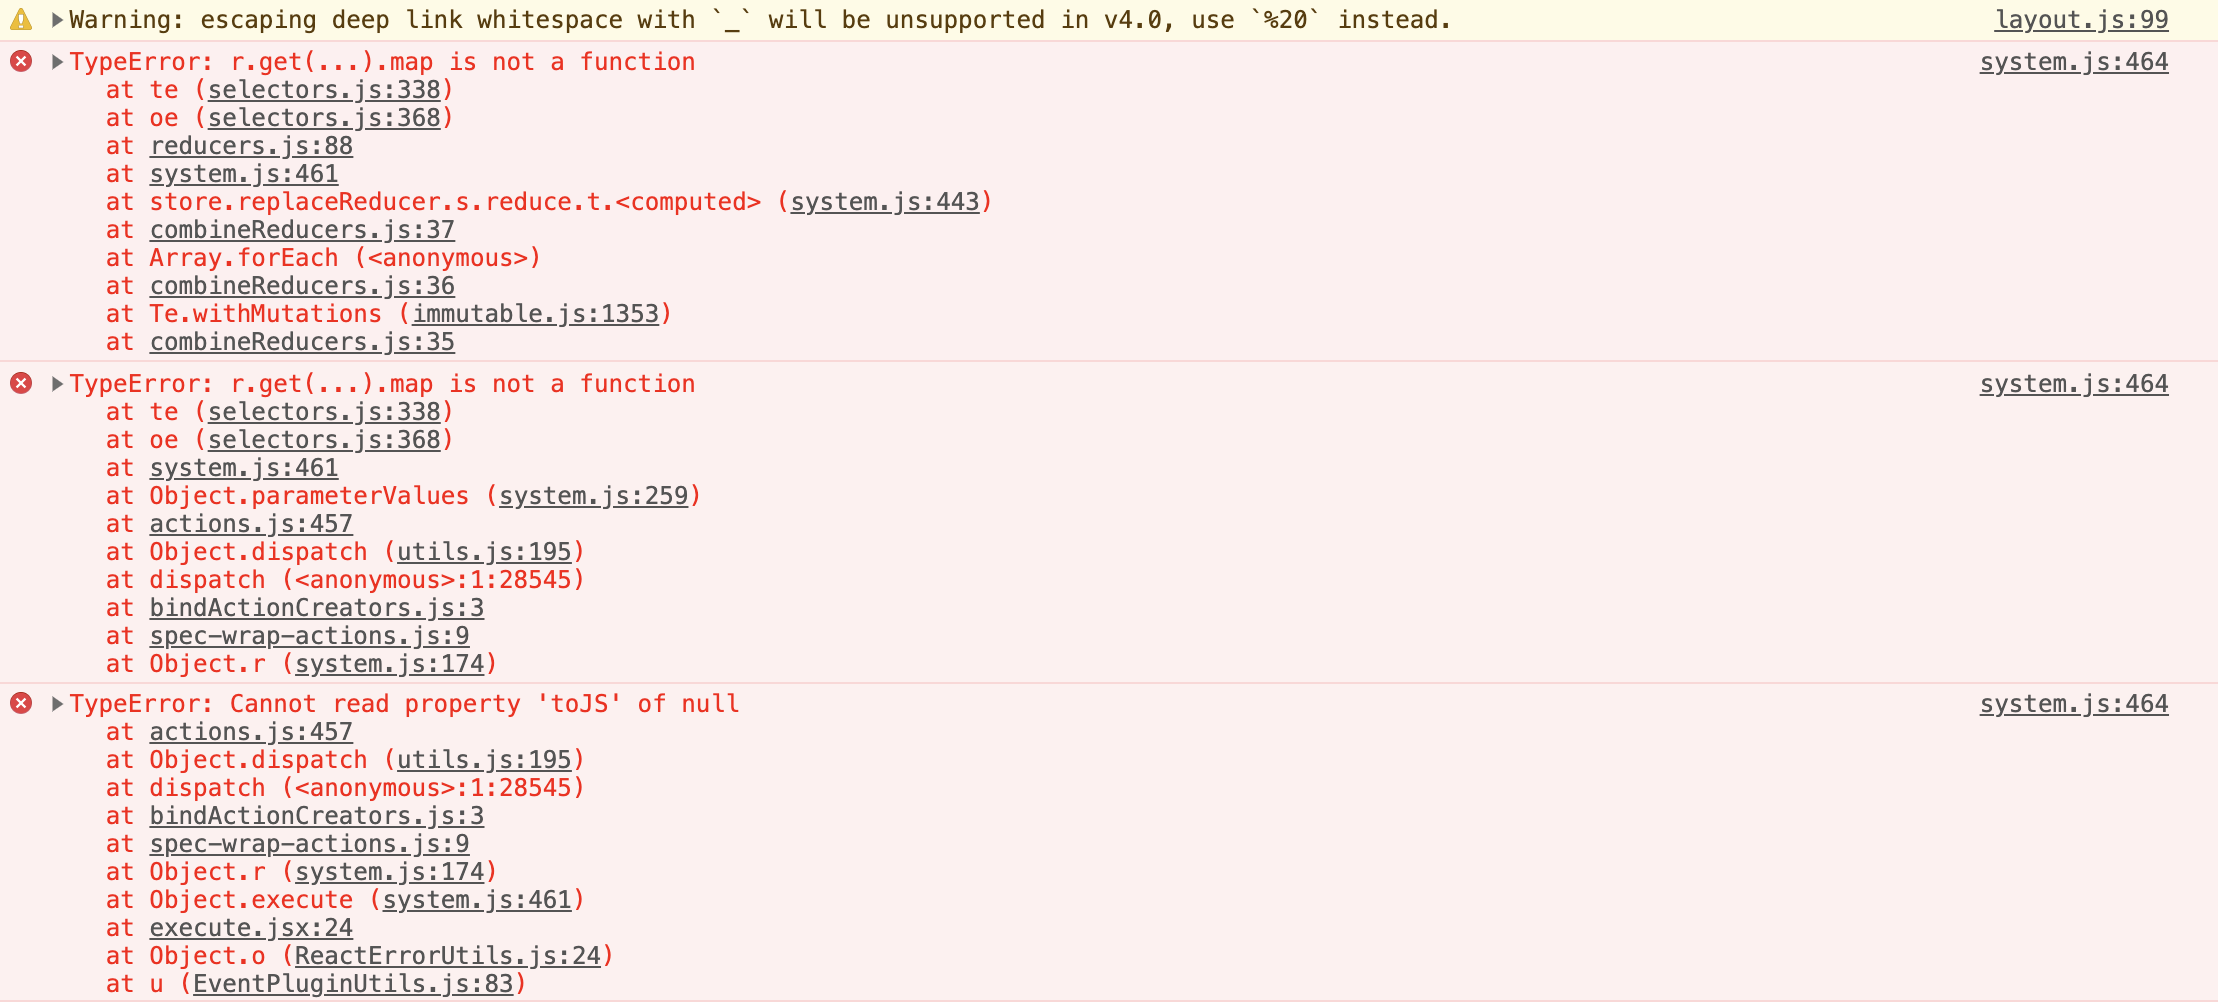 Warning: escaping deep link whitespace with `_` will be unsupported in v4.0, use `%20` instead. layout.js:99
TypeError: r.get(...).map is not a function system.js:464
at te (selectors.js:338)
at oe (selectors.js:368)
at reducers.js:88
at system.js:461
at store.replaceReducer.s.reduce.t.<computed> (system.js:443)
at combineReducers.js:37
at Array.forEach (<anonymous>)
at combineReducers.js:36
at Te.withMutations (immutable.js:1353)
at combineReducers.js:35
TypeError: r.get(...).map is not a function system.js:464
at te (selectors.js:338)
at oe (selectors.js:368)
at system.js:461
at Object.parameterValues (system.js:259)
at actions.js:457
at Object.dispatch (utils.js:195)
at dispatch (<anonymous>:1:28545)
at bindActionCreators.js:3
at spec-wrap-actions.js:9
at Object.r (system.js:174)
TypeError: Cannot read property 'toJS' of null system.js:464
at actions.js:457
at Object.dispatch (utils.js:195)
at dispatch (<anonymous>:1:28545)
at bindActionCreators.js:3
at spec-wrap-actions.js:9
at Object.r (system.js:174)
at Object.execute (system.js:461)
at execute.jsx:24
at Object.o (ReactErrorUtils.js:24)
at u (EventPluginUtils.js:83)